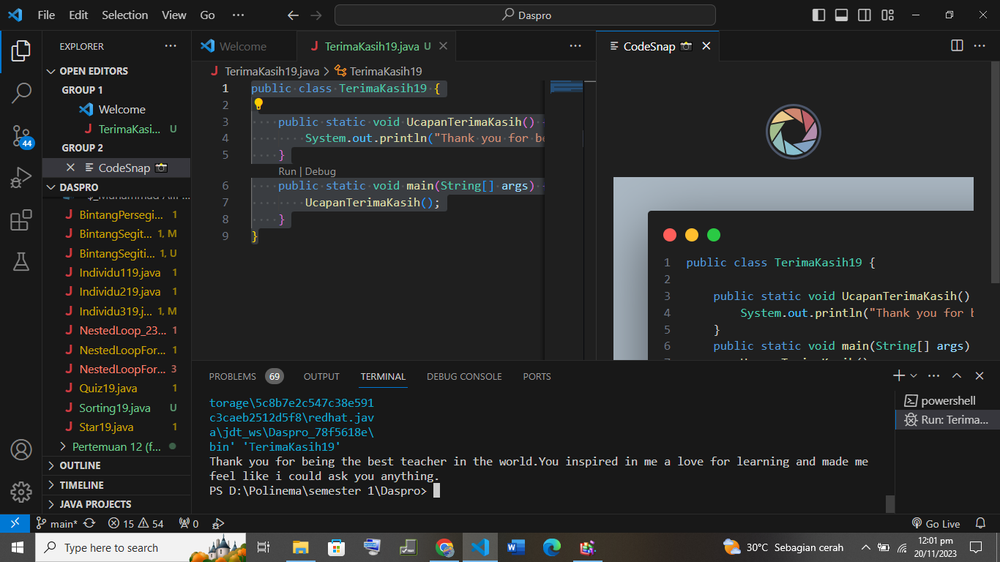 File Edit Selection View Go ··· Daspro
EXPLORER ···
OPEN EDITORS
GROUP 1
Welcome
TerimaKasi... U
GROUP 2
CodeSnap
DASPRO
BintangPersegi... 1
BintangSegit... 1, M
BintangSegiti... 1, U
Individu119.java 1
Individu219.java 1
Individu319.j... 1, M
NestedLoop_23... 1
NestedLoopFor... 1
NestedLoopFor... 3
Quiz19.java 1
Sorting19.java U
Star19.java 1
Pertemuan 12 (f...
OUTLINE
TIMELINE
JAVA PROJECTS
Welcome TerimaKasih19.java U
TerimaKasih19.java > TerimaKasih19
1 public class TerimaKasih19 {
2
3 public static void UcapanTerimaKasih()
4 System.out.println("Thank you for be
5 }
Run | Debug
6 public static void main(String[] args)
7 UcapanTerimaKasih();
8 }
9 }
CodeSnap
1 public class TerimaKasih19 {
2
3 public static void UcapanTerimaKasih()
4 System.out.println("Thank you for b
5 }
6 public static void main(String[] args)
PROBLEMS 69 OUTPUT TERMINAL DEBUG CONSOLE PORTS
torage\5c8b7e2c547c38e591
c3caeb2512d5f8\redhat.jav
a\jdt_ws\Daspro_78f5618e\
bin' 'TerimaKasih19'
Thank you for being the best teacher in the world.You inspired in me a love for learning and made me
feel like i could ask you anything.
PS D:\Polinema\semester 1\Daspro>
powershell
Run: Terima...
44
main* 15 54 0 Go Live
Type here to search 30°C Sebagian cerah 12:01 pm
20/11/2023